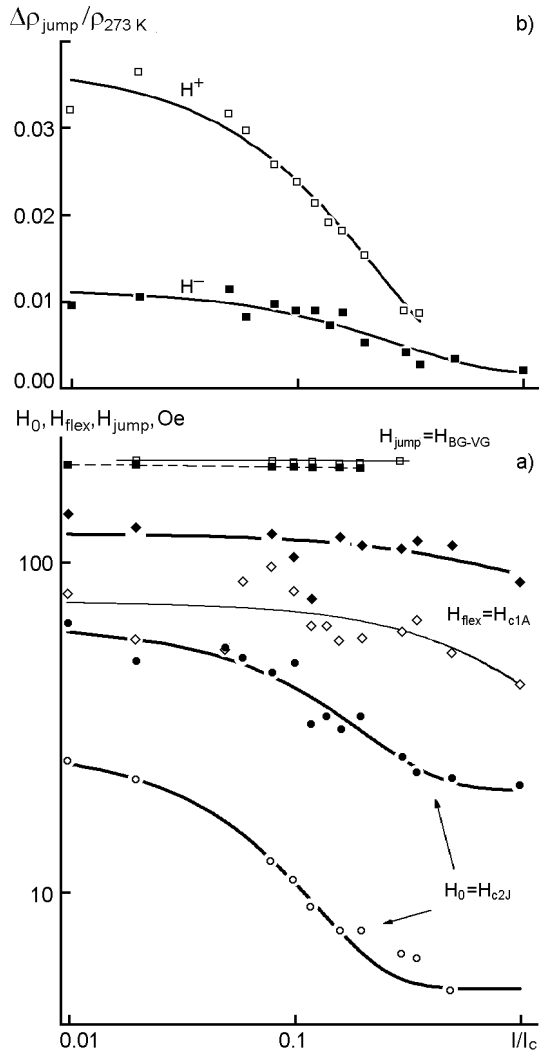 Δρjump/ρ273 K
b)
H+
0.03
0.02
H−
0.01
0.00
H0, Hflex, Hjump, Oe
Hjump=HBG-VG
a)
100
Hflex=Hc1A
10
H0=Hc2J
0.01
0.1
I/Ic